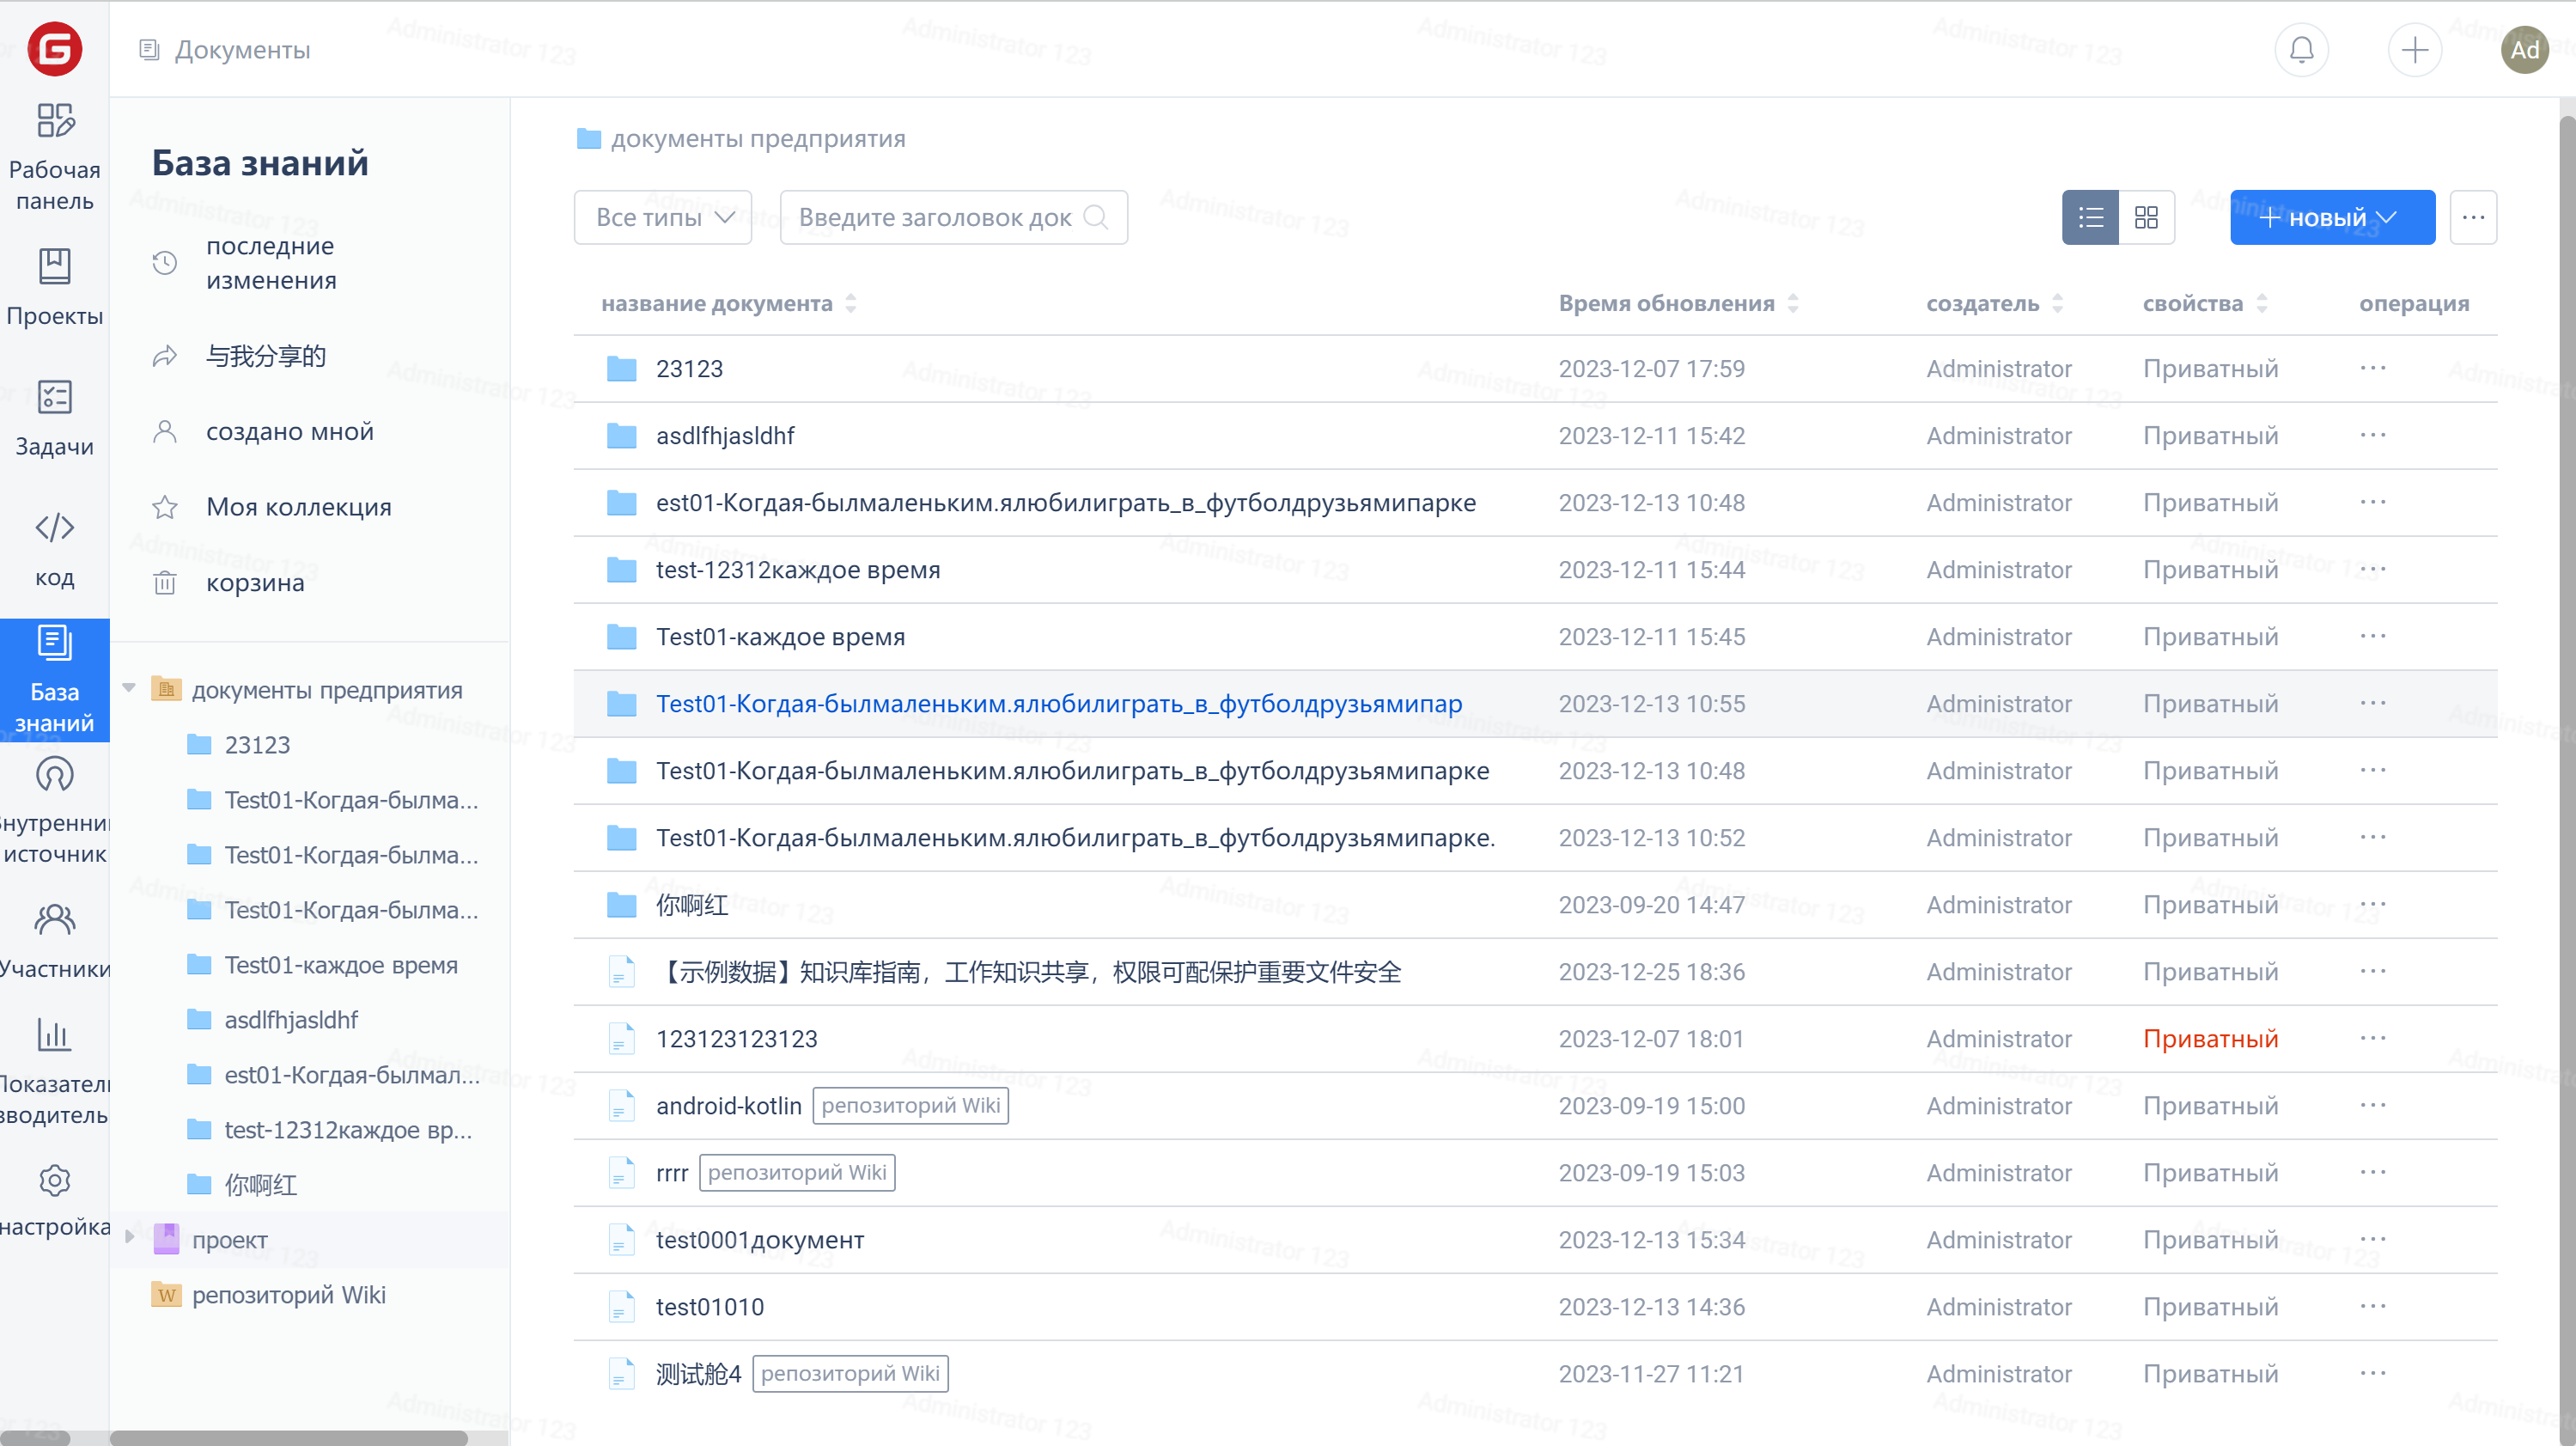 Документы
Ad
Рабочая
панель
Проекты
Задачи
код
База
знаний
источник
Участники
настройка
База знаний
последние
изменения
与我分享的
создано мной
Моя коллекция
корзина
документы предприятия
23123
Test01-Когдая-былма...
Test01-Когдая-былма...
Test01-Когдая-былма...
Test01-каждое время
asdlfhjasldhf
est01-Когдая-былмал...
test-12312каждое вр...
你啊红
проект
W репозиторий Wiki
документы предприятия
Все типы
Введите заголовок док
новый
название документа Время обновления создатель свойства операция
23123 2023-12-07 17:59 Administrator Приватный ...
asdlfhjasldhf 2023-12-11 15:42 Administrator Приватный ...
est01-Когдая-былмаленьким.ялюбилиграть_в_футболдрузьямипарке 2023-12-13 10:48 Administrator Приватный ...
test-12312каждое время 2023-12-11 15:44 Administrator Приватный ...
Test01-каждое время 2023-12-11 15:45 Administrator Приватный ...
Test01-Когдая-былмаленьким.ялюбилиграть_в_футболдрузьямипар 2023-12-13 10:55 Administrator Приватный ...
Test01-Когдая-былмаленьким.ялюбилиграть_в_футболдрузьямипарке 2023-12-13 10:48 Administrator Приватный ...
Test01-Когдая-былмаленьким.ялюбилиграть_в_футболдрузьямипарке. 2023-12-13 10:52 Administrator Приватный ...
你啊红 2023-09-20 14:47 Administrator Приватный ...
【示例数据】知识库指南，工作知识共享，权限可配保护重要文件安全 2023-12-25 18:36 Administrator Приватный ...
123123123123 2023-12-07 18:01 Administrator Приватный ...
android-kotlin репозиторий Wiki 2023-09-19 15:00 Administrator Приватный ...
rrrr репозиторий Wiki 2023-09-19 15:03 Administrator Приватный ...
test0001документ 2023-12-13 15:34 Administrator Приватный ...
test01010 2023-12-13 14:36 Administrator Приватный ...
测试舱4 репозиторий Wiki 2023-11-27 11:21 Administrator Приватный ...
Administrator 123